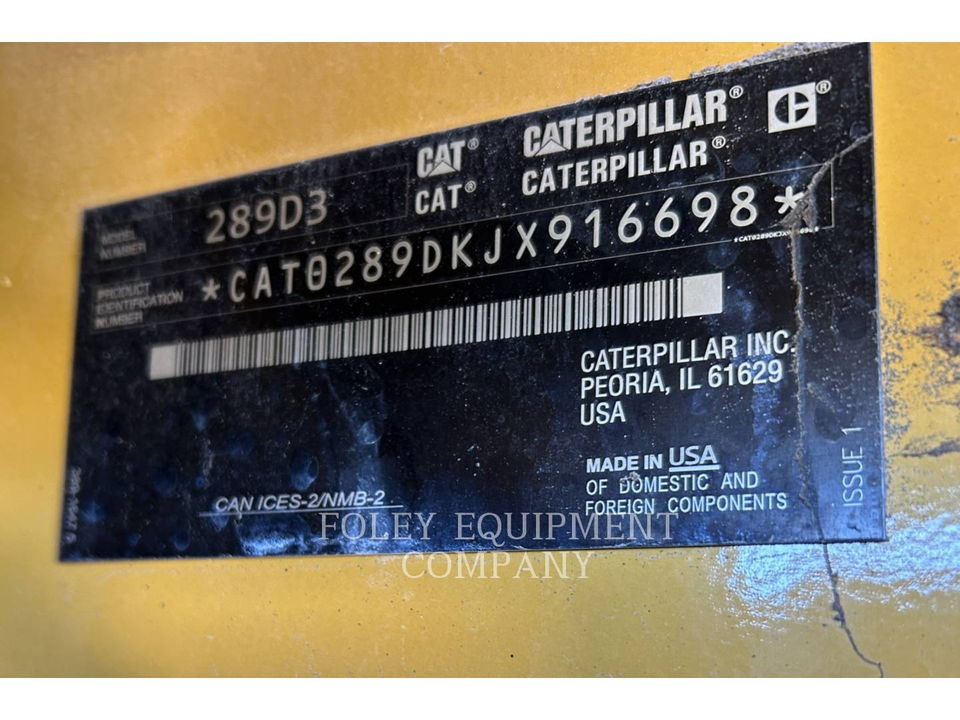 CAT® CATERPILLAR®
CAT® CATERPILLAR®
MODEL NUMBER 289D3
PRODUCT IDENTIFICATION NUMBER *CAT0289DKJX916698*
CATERPILLAR INC.
PEORIA, IL 61629
USA
MADE IN USA
OF DOMESTIC AND
FOREIGN COMPONENTS
ISSUE 1
CAN ICES-2/NMB-2
FOLEY EQUIPMENT
COMPANY